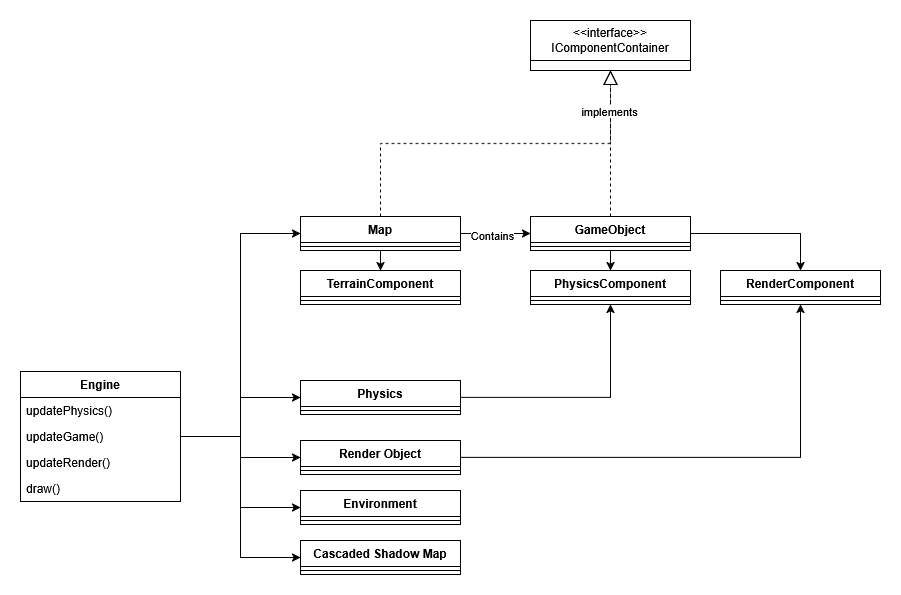 <<interface>>
IComponentContainer
implements
Map
Contains
GameObject
TerrainComponent
PhysicsComponent
RenderComponent
Engine
updatePhysics()
updateGame()
updateRender()
draw()
Physics
Render Object
Environment
Cascaded Shadow Map